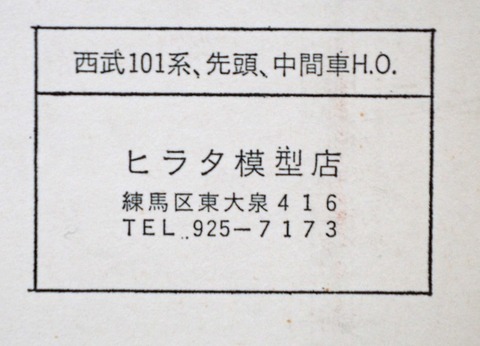 西武101系、先頭、中間車H.O.
ヒラタ模型店
練馬区東大泉416
TEL..925-7173